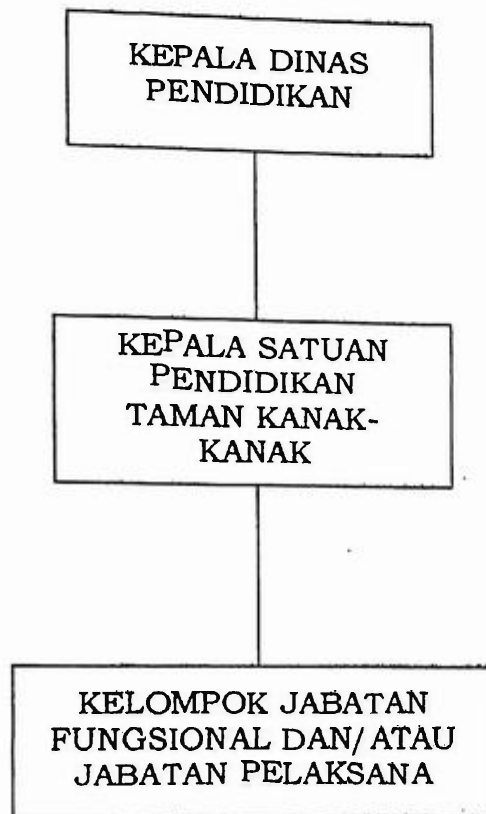 KEPALA DINAS
PENDIDIKAN
KEPALA SATUAN
PENDIDIKAN
TAMAN KANAK-
KANAK
KELOMPOK JABATAN
FUNGSIONAL DAN/ATAU
JABATAN PELAKSANA